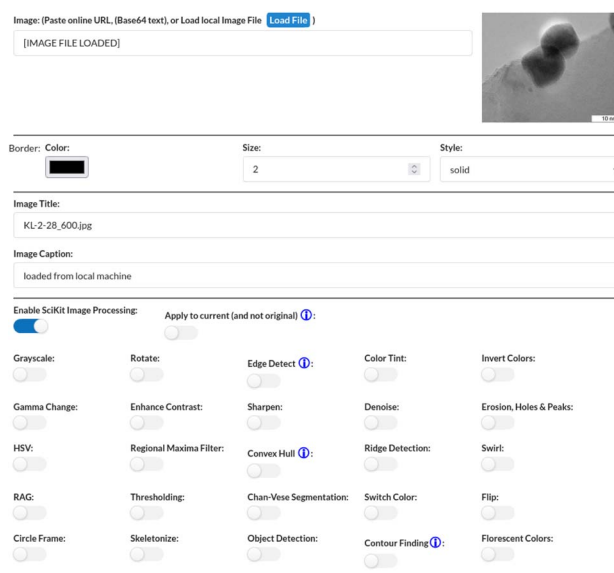 Image: (Paste online URL, (Base64 text), or Load local Image File Load File )
[IMAGE FILE LOADED]
10 n
Border: Color: Size: Style:
2 solid
Image Title:
KL-2-28_600.jpg
Image Caption:
loaded from local machine
Enable SciKit Image Processing: Apply to current (and not original) i :
Grayscale: Rotate: Edge Detect i : Color Tint: Invert Colors:
Gamma Change: Enhance Contrast: Sharpen: Denoise: Erosion, Holes & Peaks:
HSV: Regional Maxima Filter: Convex Hull i : Ridge Detection: Swirl:
RAG: Thresholding: Chan-Vese Segmentation: Switch Color: Flip:
Circle Frame: Skeletonize: Object Detection: Contour Finding i : Florescent Colors: